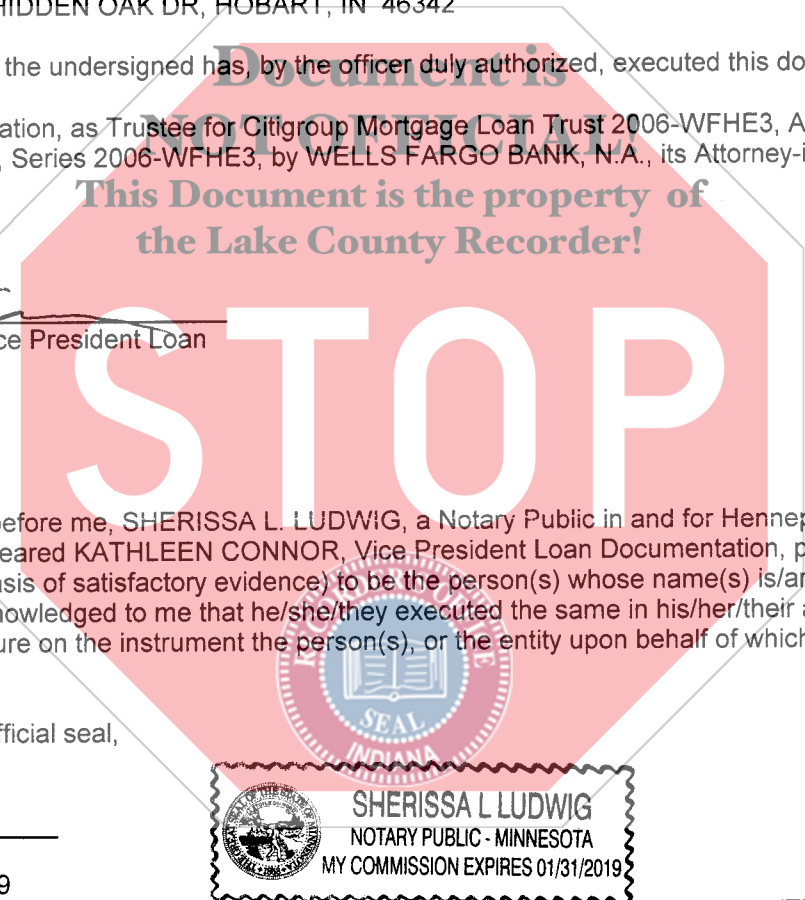 HIDDEN OAK DR, HOBART, IN 46342
Document is
the undersigned has, by the officer duly authorized, executed this do
NOT OFFICIAL!
ation, as Trustee for Citigroup Mortgage Loan Trust 2006-WFHE3, A
, Series 2006-WFHE3, by WELLS FARGO BANK, N.A., its Attorney-i
This Document is the property of
the Lake County Recorder!
ce President Loan
STOP
before me, SHERISSA L. LUDWIG, a Notary Public in and for Hennep
eared KATHLEEN CONNOR, Vice President Loan Documentation, p
asis of satisfactory evidence) to be the person(s) whose name(s) is/ar
nowledged to me that he/she/they executed the same in his/her/their a
ure on the instrument the person(s), or the entity upon behalf of which
SEAL
INDIANA
fficial seal,
SHERISSA L LUDWIG
NOTARY PUBLIC - MINNESOTA
MY COMMISSION EXPIRES 01/31/2019
9